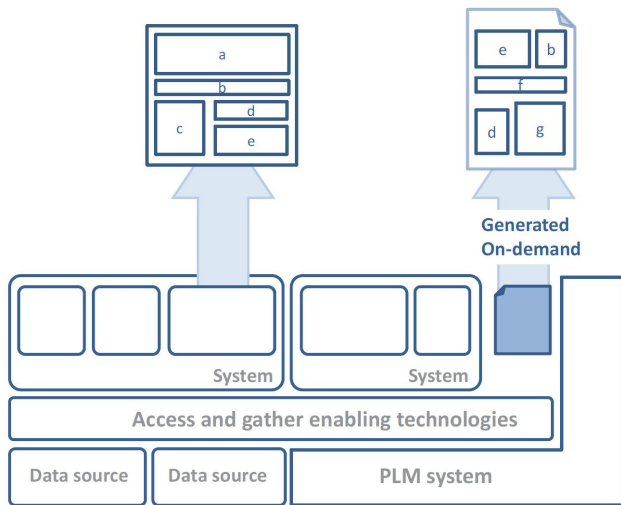 a
b
c
d
e
e
b
f
d
g
Generated
On-demand
System
System
Access and gather enabling technologies
Data source
Data source
PLM system